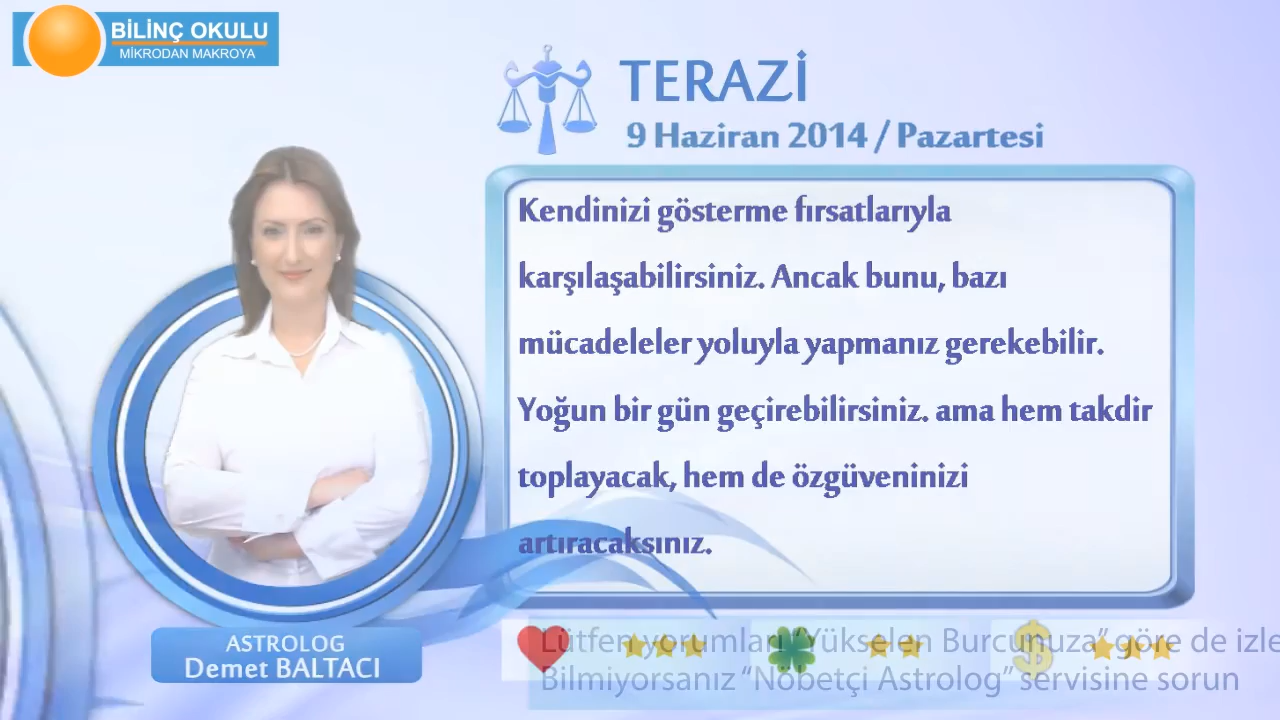 BİLİNÇ OKULU
MİKRODAN MAKROYA
TERAZİ
9 Haziran 2014 / Pazartesi
Kendinizi gösterme fırsatlarıyla
karşılaşabilirsiniz. Ancak bunu, bazı
mücadeleler yoluyla yapmanız gerekebilir.
Yoğun bir gün geçirebilirsiniz. ama hem takdir
toplayacak, hem de özgüveninizi
artıracaksınız.
ASTROLOG
Demet BALTACI
Lütfen yorumları "Yükselen Burcunuza" göre de izle
Bilmiyorsanız "Nöbetçi Astrolog" servisine sorun